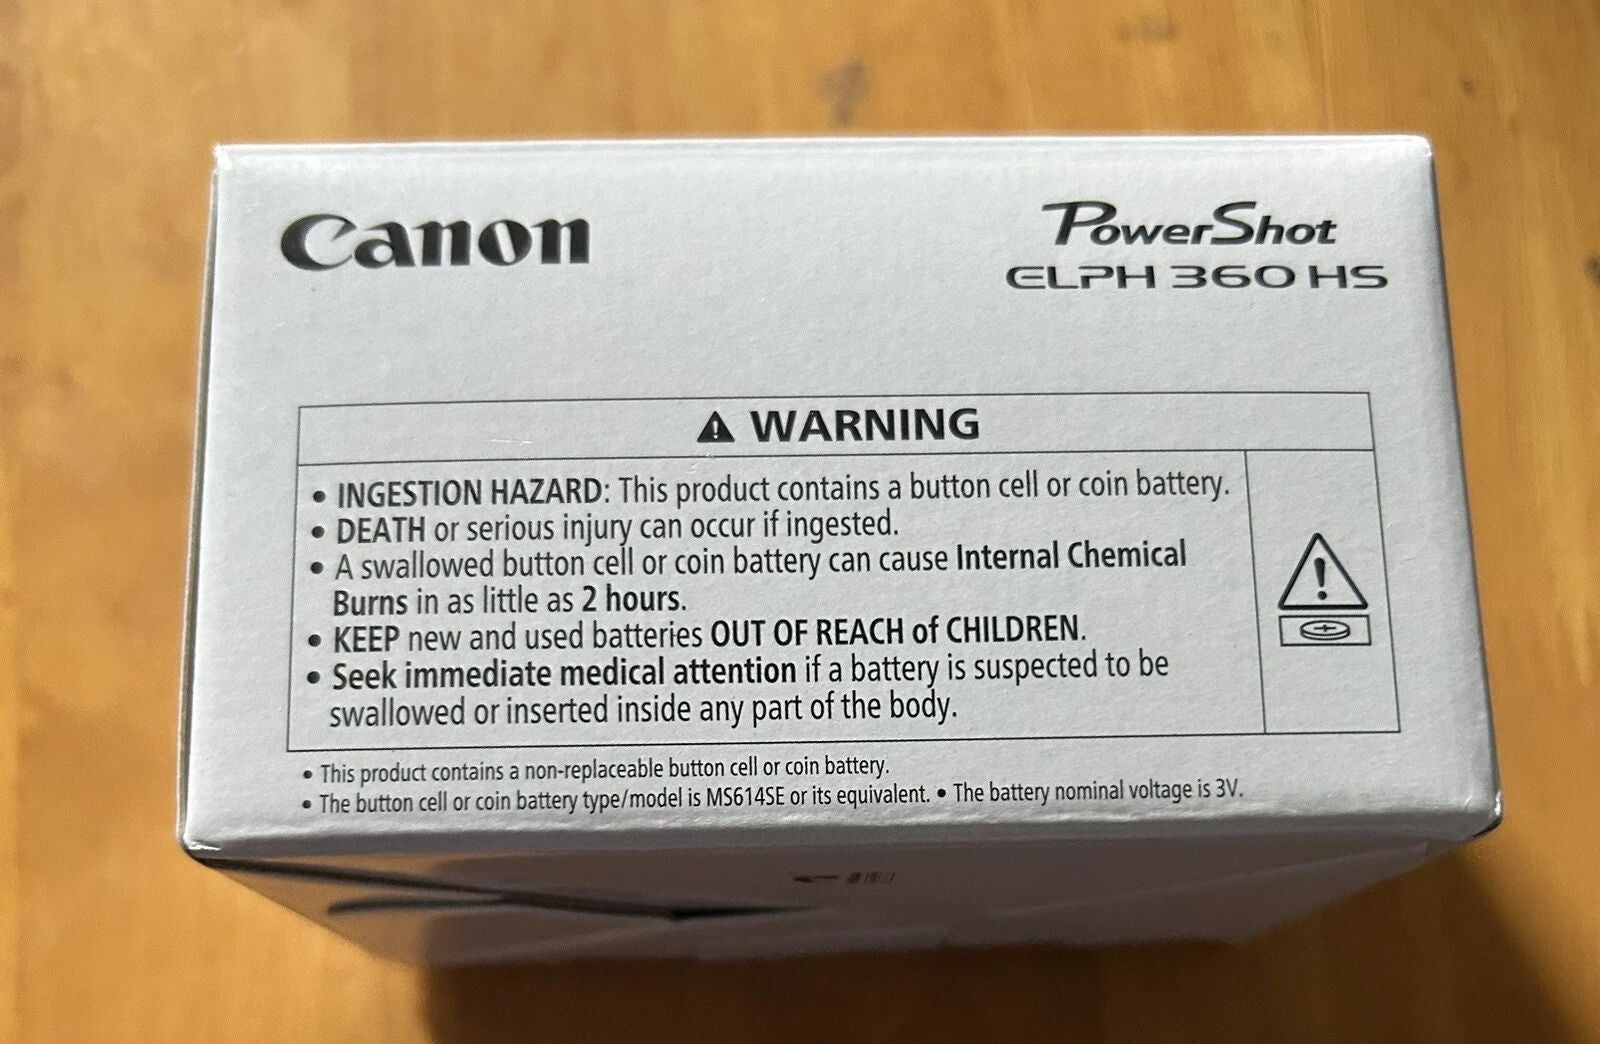 Canon
PowerShot
ELPH 360 HS
⚠ WARNING
• INGESTION HAZARD: This product contains a button cell or coin battery.
• DEATH or serious injury can occur if ingested.
• A swallowed button cell or coin battery can cause Internal Chemical
Burns in as little as 2 hours.
• KEEP new and used batteries OUT OF REACH of CHILDREN.
• Seek immediate medical attention if a battery is suspected to be
swallowed or inserted inside any part of the body.
• This product contains a non-replaceable button cell or coin battery.
• The button cell or coin battery type/model is MS614SE or its equivalent. • The battery nominal voltage is 3V.